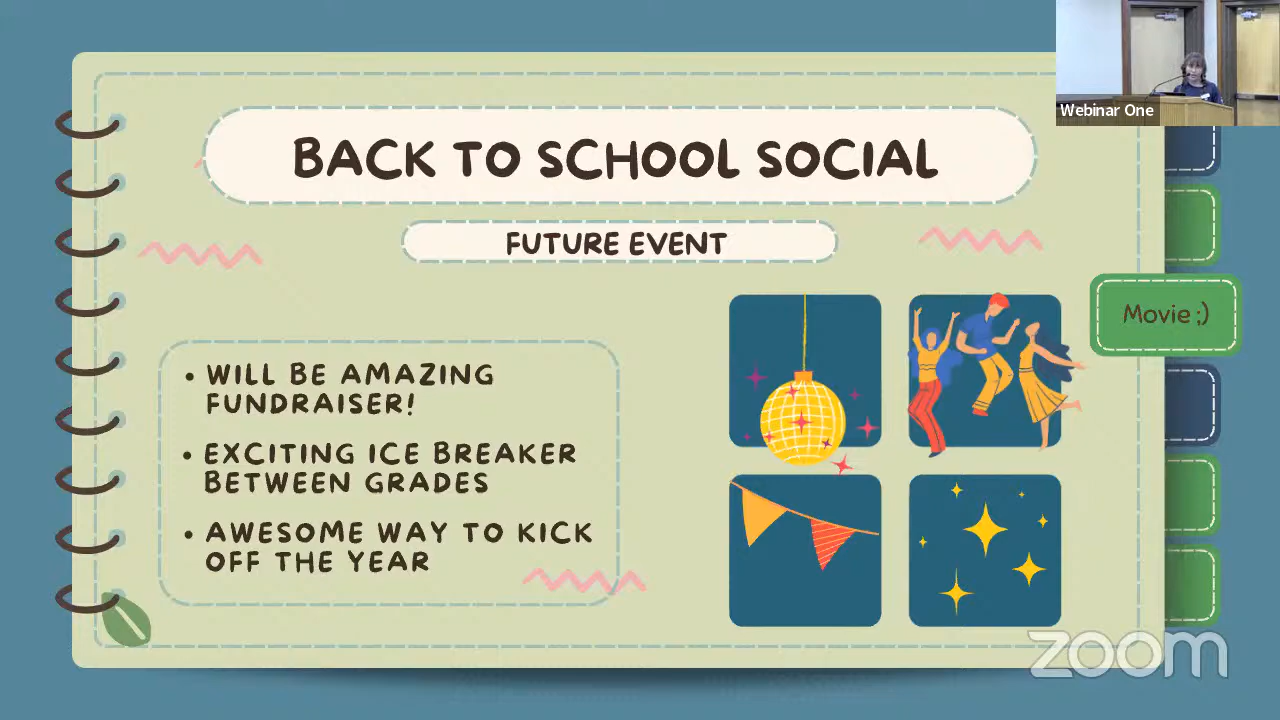 Webinar One
BACK TO SCHOOL SOCIAL
FUTURE EVENT
Movie ;)
• WILL BE AMAZING
FUNDRAISER!
• EXCITING ICE BREAKER
BETWEEN GRADES
• AWESOME WAY TO KICK
OFF THE YEAR
zoom